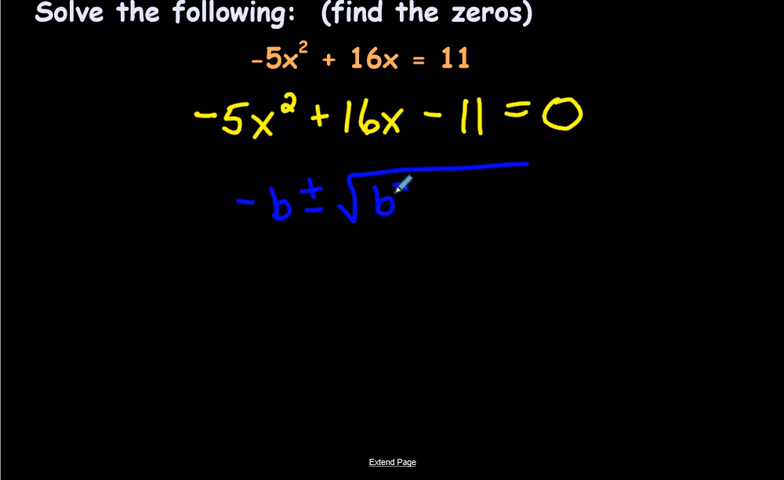 Solve the following: (find the zeros)
-5x² + 16x = 11
-5x² + 16x - 11 = 0
-b ± √b
Extend Page